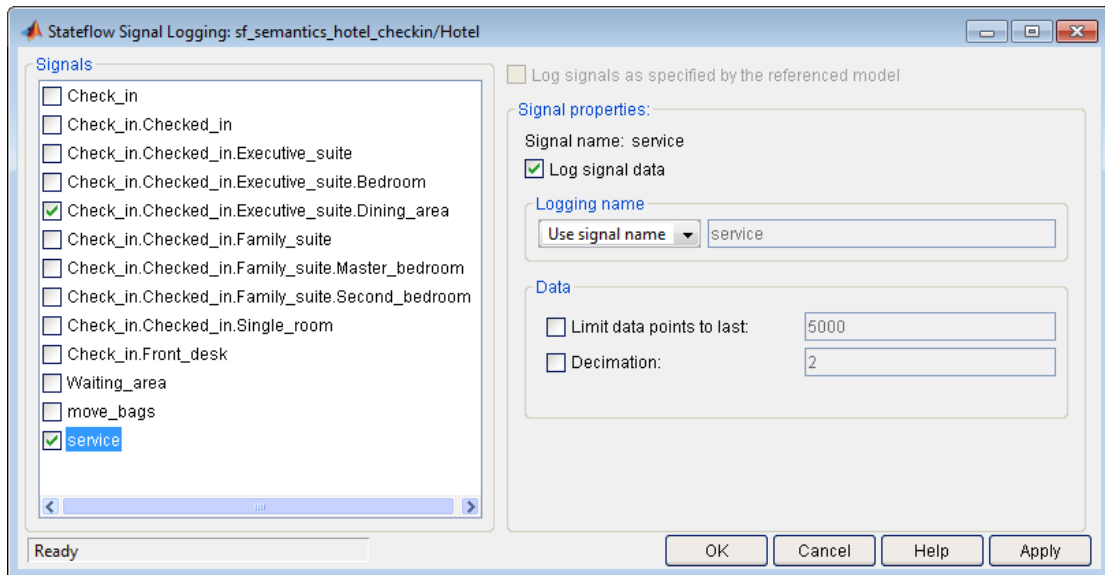 Stateflow Signal Logging: sf_semantics_hotel_checkin/Hotel
Signals
Check_in
Check_in.Checked_in
Check_in.Checked_in.Executive_suite
Check_in.Checked_in.Executive_suite.Bedroom
Check_in.Checked_in.Executive_suite.Dining_area
Check_in.Checked_in.Family_suite
Check_in.Checked_in.Family_suite.Master_bedroom
Check_in.Checked_in.Family_suite.Second_bedroom
Check_in.Checked_in.Single_room
Check_in.Front_desk
Waiting_area
move_bags
service
Log signals as specified by the referenced model
Signal properties:
Signal name: service
Log signal data
Logging name
Use signal name service
Data
Limit data points to last: 5000
Decimation: 2
Ready
OK Cancel Help Apply